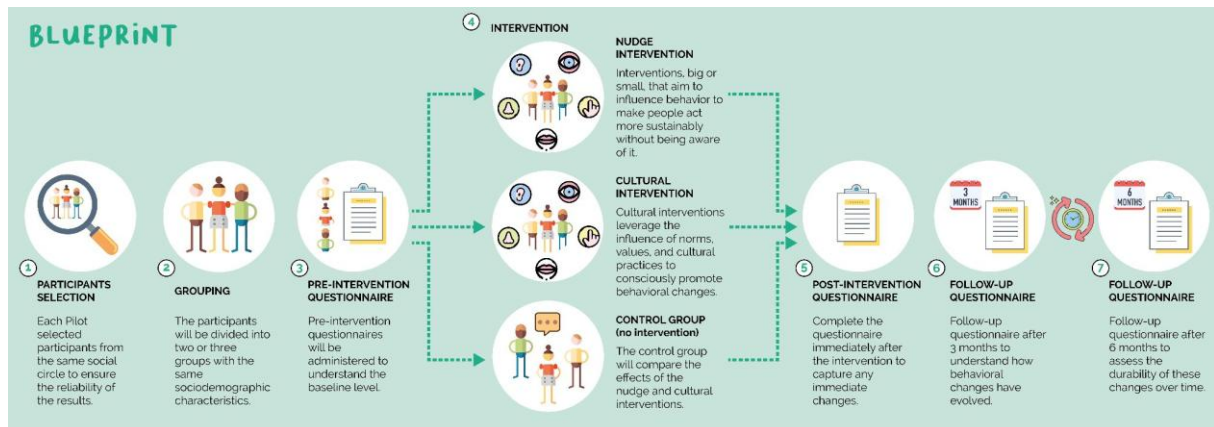 BLUEPRINT
1
PARTICIPANTS
SELECTION
Each Pilot
selected
participants from
the same social
circle to ensure
the reliability of
the results.
2
GROUPING
The participants
will be divided into
two or three
groups with the
same
sociodemographic
characteristics.
3
PRE-INTERVENTION
QUESTIONNAIRE
Pre-intervention
questionnaires
will be
administered to
understand the
baseline level.
4
INTERVENTION
NUDGE
INTERVENTION
Interventions, big or
small, that aim to
influence behavior to
make people act
more sustainably
without being aware
of it.
CULTURAL
INTERVENTION
Cultural interventions
leverage the
influence of norms,
values, and cultural
practices to
consciously promote
behavioral changes.
CONTROL GROUP
(no intervention)
The control group
will compare the
effects of the
nudge and cultural
interventions.
5
POST-INTERVENTION
QUESTIONNAIRE
Complete the
questionnaire
immediately after
the intervention to
capture any
immediate
changes.
3
MONTHS
6
FOLLOW-UP
QUESTIONNAIRE
Follow-up
questionnaire after
3 months to
understand how
behavioral
changes have
evolved.
6
MONTHS
7
FOLLOW-UP
QUESTIONNAIRE
Follow-up
questionnaire after
6 months to
assess the
durability of these
changes over time.